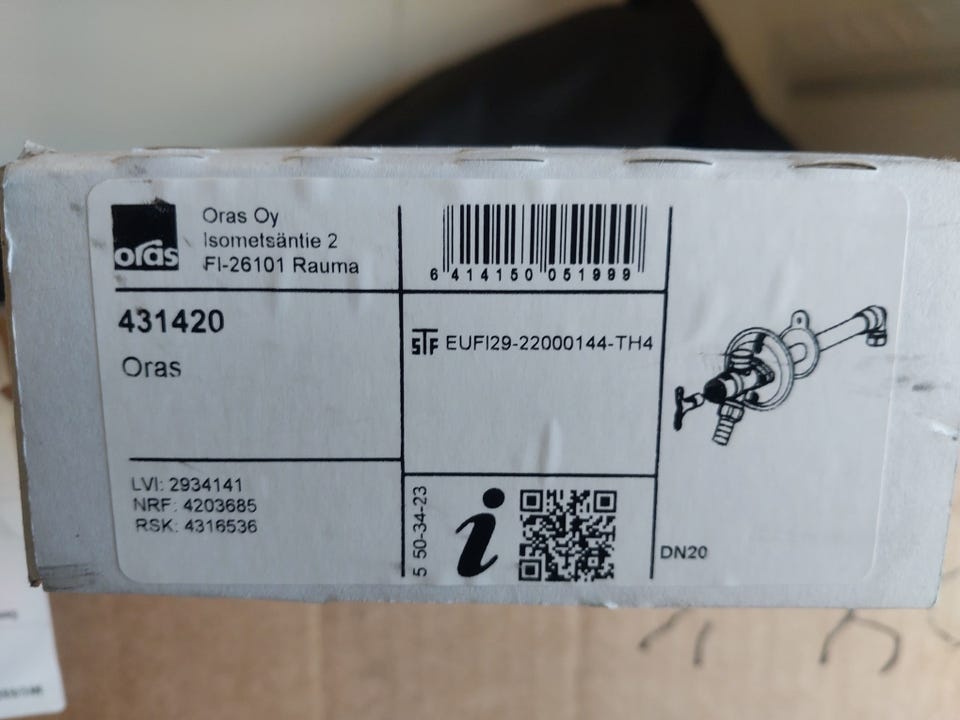 oras
Oras Oy
Isometsäntie 2
FI-26101 Rauma
6 414150 051999
431420
Oras
STF EUFI29-22000144-TH4
LVI: 2934141
NRF: 4203685
RSK: 4316536
5 50-34-23
i
DN20